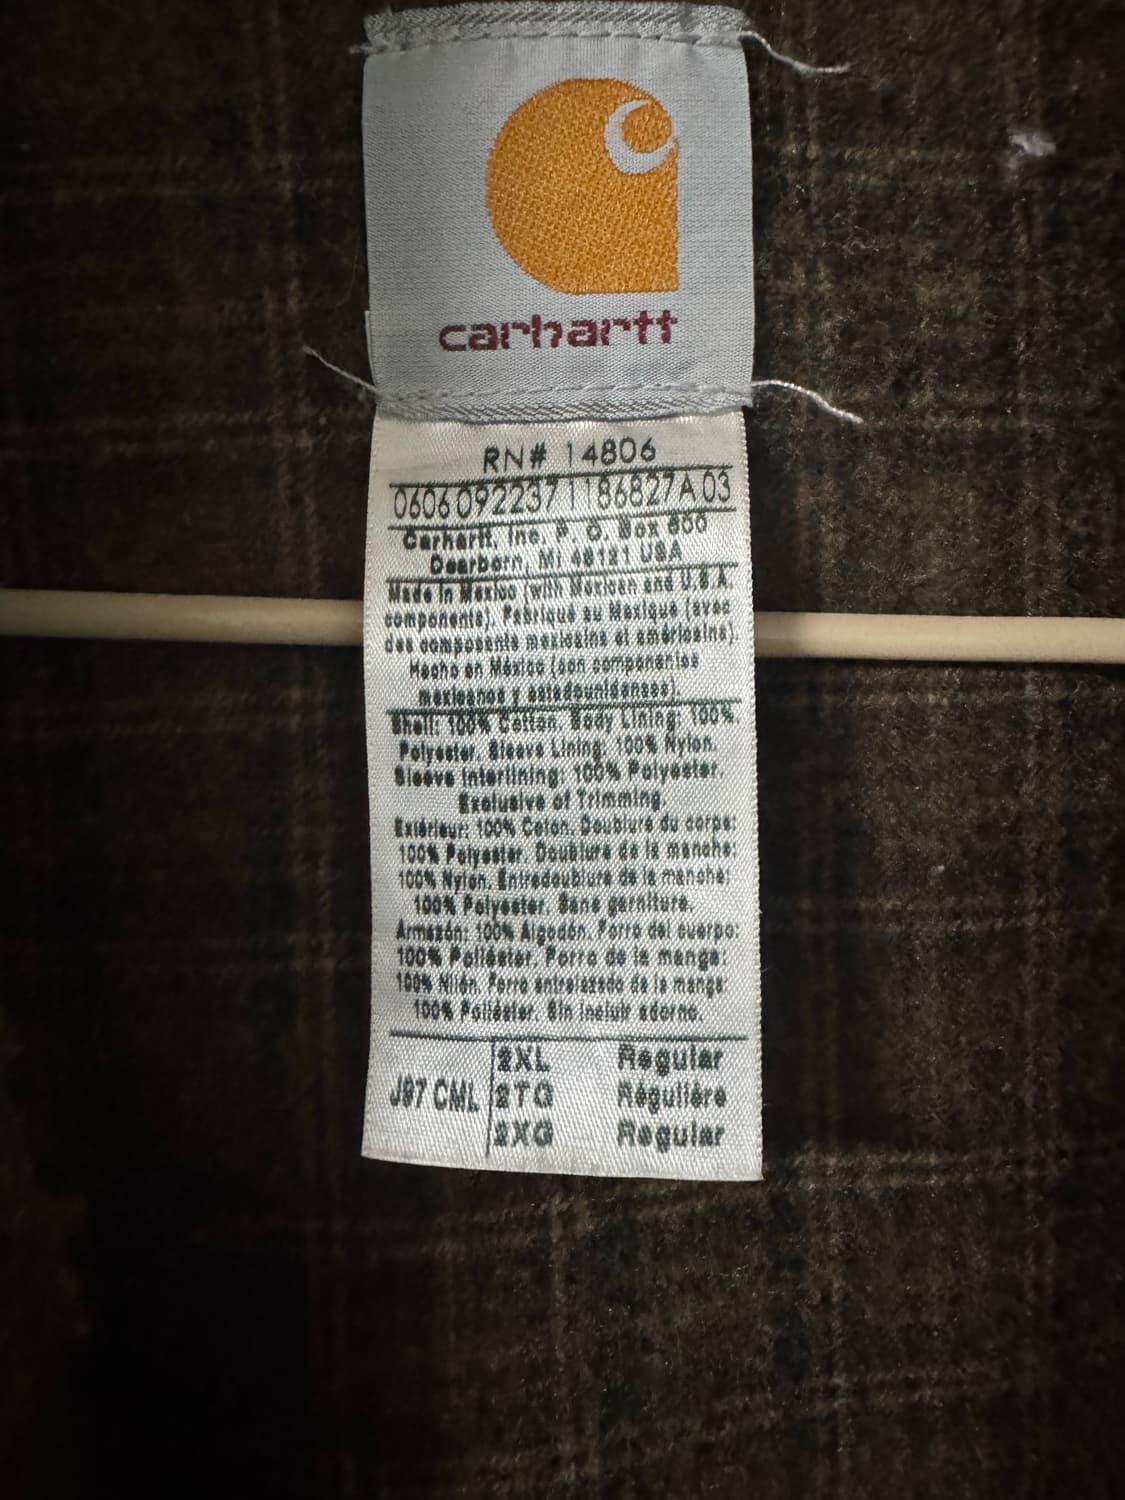 carhartt
RN# 14806
0606092237 1186827A 03
Carhartt, Inc. P. O. Box 600
Dearborn, MI 48121 USA
Made in Mexico (with Mexican and U.S.A.
components). Fabriqué au Mexique (avec
des composants mexicains et américains).
Hecho en México (con componentes
mexicanos y estadounidenses).
Shell: 100% Cotton. Body Lining: 100%
Polyester. Sleeve Lining: 100% Nylon.
Sleeve Interlining: 100% Polyester.
Exclusive of Trimming.
Extérieur: 100% Coton. Doublure du corps:
100% Polyester. Doublure de la manche:
100% Nylon. Entredoublure de la manche:
100% Polyester. Sans garniture.
Armazón: 100% Algodón. Forro del cuerpo:
100% Poliéster. Forro de la manga:
100% Nilón. Forro entrelazado de la manga:
100% Poliéster. Sin incluir adorno.
J97 CML
2XL Regular
2TG Régulière
2XG Regular